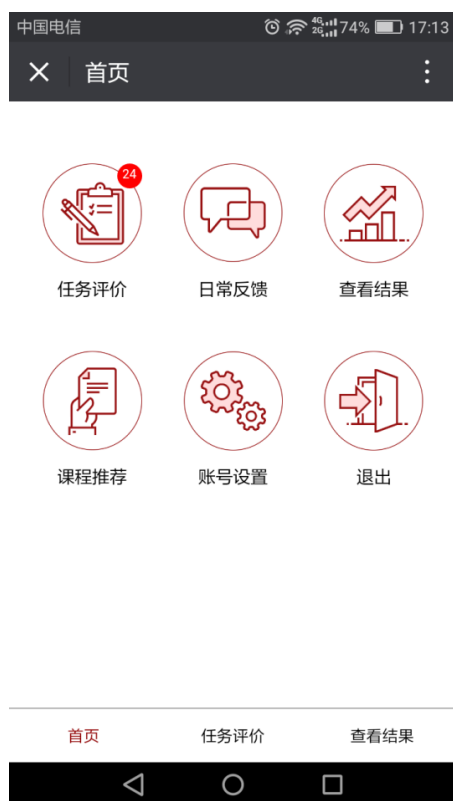 中国电信 4G 2G 74% 17:13
首页
24
任务评价 日常反馈 查看结果
课程推荐 账号设置 退出
首页 任务评价 查看结果